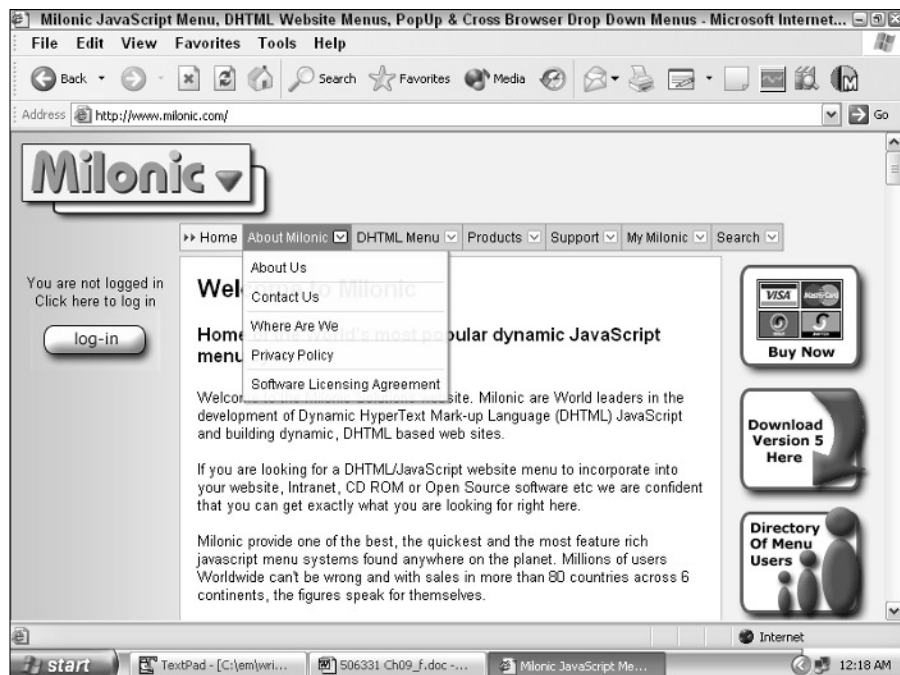 Milonic JavaScript Menu, DHTML Website Menus, PopUp & Cross Browser Drop Down Menus - Microsoft Internet...
File Edit View Favorites Tools Help
Back Search Favorites Media
Address http://www.milonic.com/ Go
Milonic
Home About Milonic DHTML Menu Products Support My Milonic Search
About Us
Contact Us
Where Are We
Privacy Policy
Software Licensing Agreement
You are not logged in
Click here to log in
log-in
Wel to Milonic
Home of the world's most popular dynamic JavaScript
menu
Welcome site. Milonic are World leaders in the
development of Dynamic HyperText Mark-up Language (DHTML) JavaScript
and building dynamic, DHTML based web sites.
If you are looking for a DHTML/JavaScript website menu to incorporate into
your website, Intranet, CD ROM or Open Source software etc we are confident
that you can get exactly what you are looking for right here.
Milonic provide one of the best, the quickest and the most feature rich
javascript menu systems found anywhere on the planet. Millions of users
Worldwide can't be wrong and with sales in more than 80 countries across 6
continents, the figures speak for themselves.
VISA MasterCard
Buy Now
Download
Version 5
Here
Directory
Of Menu
Users
Internet
start TextPad - [C:\em\wri... 506331 Ch09_f.doc -... Milonic JavaScript Me... 12:18 AM